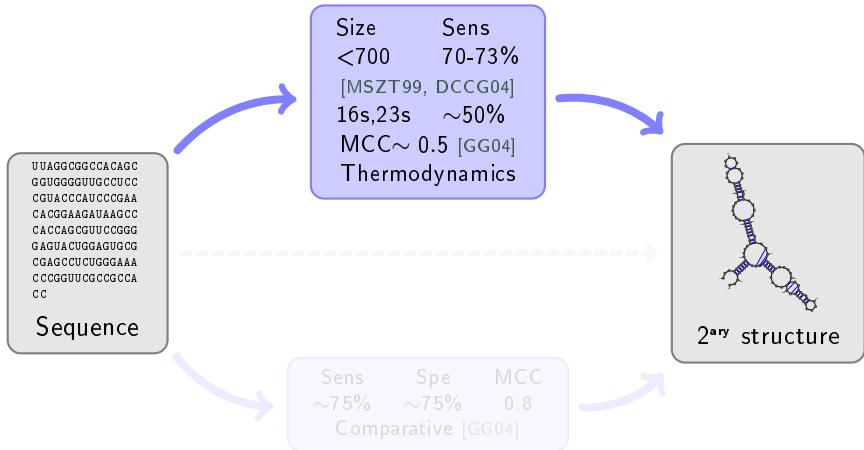 Size Sens
<700 70-73%
[MSZT99, DCCG04]
16s,23s ~50%
MCC~ 0.5 [GG04]
Thermodynamics
UUAGGCGGCCACAGC
GGUGGGGUUGCCUCC
CGUACCCAUCCCGAA
CACGGAAGAUAAGCC
CACCAGCGUUCCGGG
GAGUACUGGAGUGCG
CGAGCCUCUGGGAAA
CCCGGUUCGCCGCCA
CC
Sequence
2ary structure
Sens Spe MCC
~75% ~75% 0.8
Comparative [GG04]